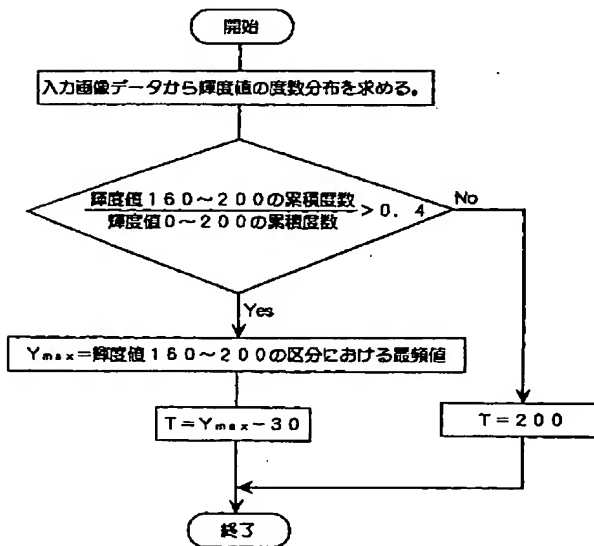 開始
入力画像データから輝度値の度数分布を求める。
輝度値160~200の累積度数
輝度値0~200の累積度数
>0.4
No
Yes
Ymax=輝度値160~200の区分における最頻値
T=Ymax-30
T=200
終了